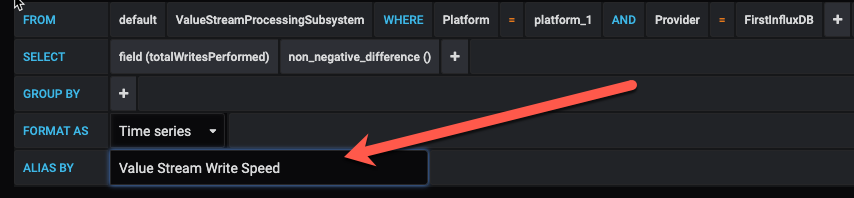 FROM default ValueStreamProcessingSubsystem WHERE Platform = platform_1 AND Provider = FirstInfluxDB +
SELECT field (totalWritesPerformed) non_negative_difference () +
GROUP BY +
FORMAT AS Time series
ALIAS BY Value Stream Write Speed